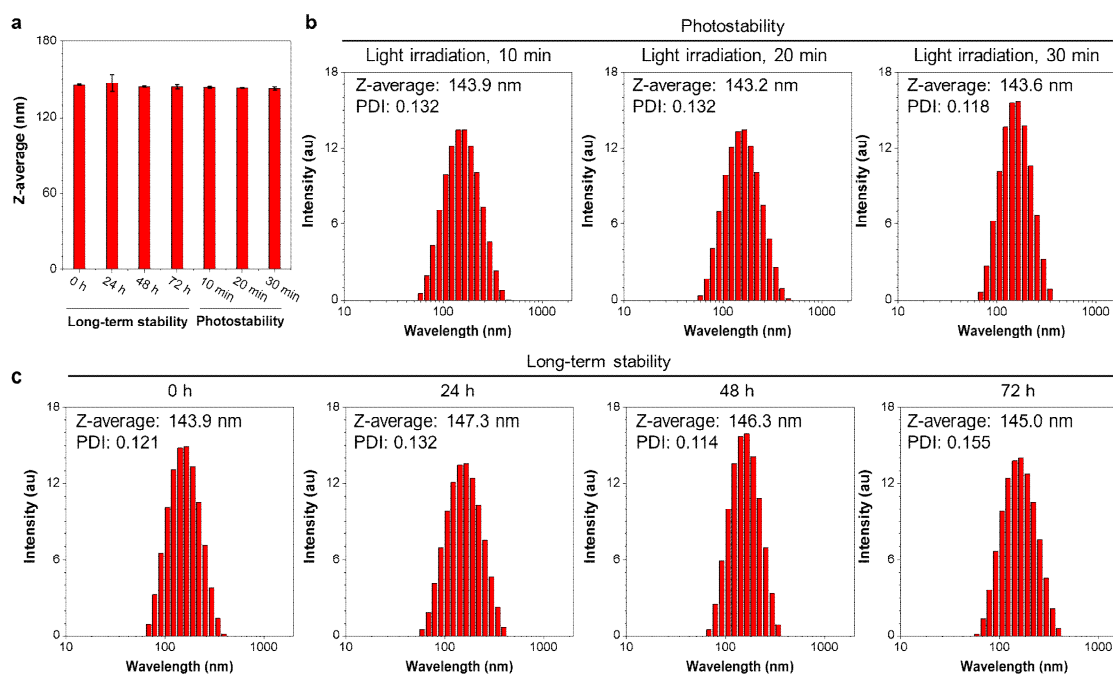 a
180
120
60
0
Z-average (nm)
0 h
24 h
48 h
72 h
10 min
20 min
30 min
Long-term stability
Photostability
b
Photostability
Light irradiation, 10 min
Z-average: 143.9 nm
PDI: 0.132
18
12
6
0
Intensity (au)
10
100
1000
Wavelength (nm)
Light irradiation, 20 min
Z-average: 143.2 nm
PDI: 0.132
18
12
6
0
Intensity (au)
10
100
1000
Wavelength (nm)
Light irradiation, 30 min
Z-average: 143.6 nm
PDI: 0.118
18
12
6
0
Intensity (au)
10
100
1000
Wavelength (nm)
c
Long-term stability
0 h
Z-average: 143.9 nm
PDI: 0.121
18
12
6
0
Intensity (au)
10
100
1000
Wavelength (nm)
24 h
Z-average: 147.3 nm
PDI: 0.132
18
12
6
0
Intensity (au)
10
100
1000
Wavelength (nm)
48 h
Z-average: 146.3 nm
PDI: 0.114
18
12
6
0
Intensity (au)
10
100
1000
Wavelength (nm)
72 h
Z-average: 145.0 nm
PDI: 0.155
18
12
6
0
Intensity (au)
10
100
1000
Wavelength (nm)